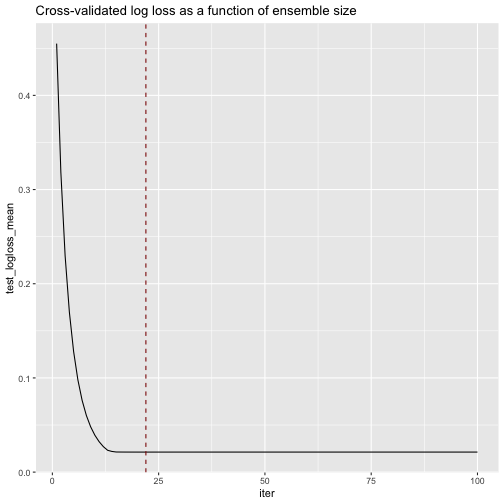 Cross-validated log loss as a function of ensemble size
test_logloss_mean
0.4
0.3
0.2
0.1
0.0
0 25 50 75 100
iter